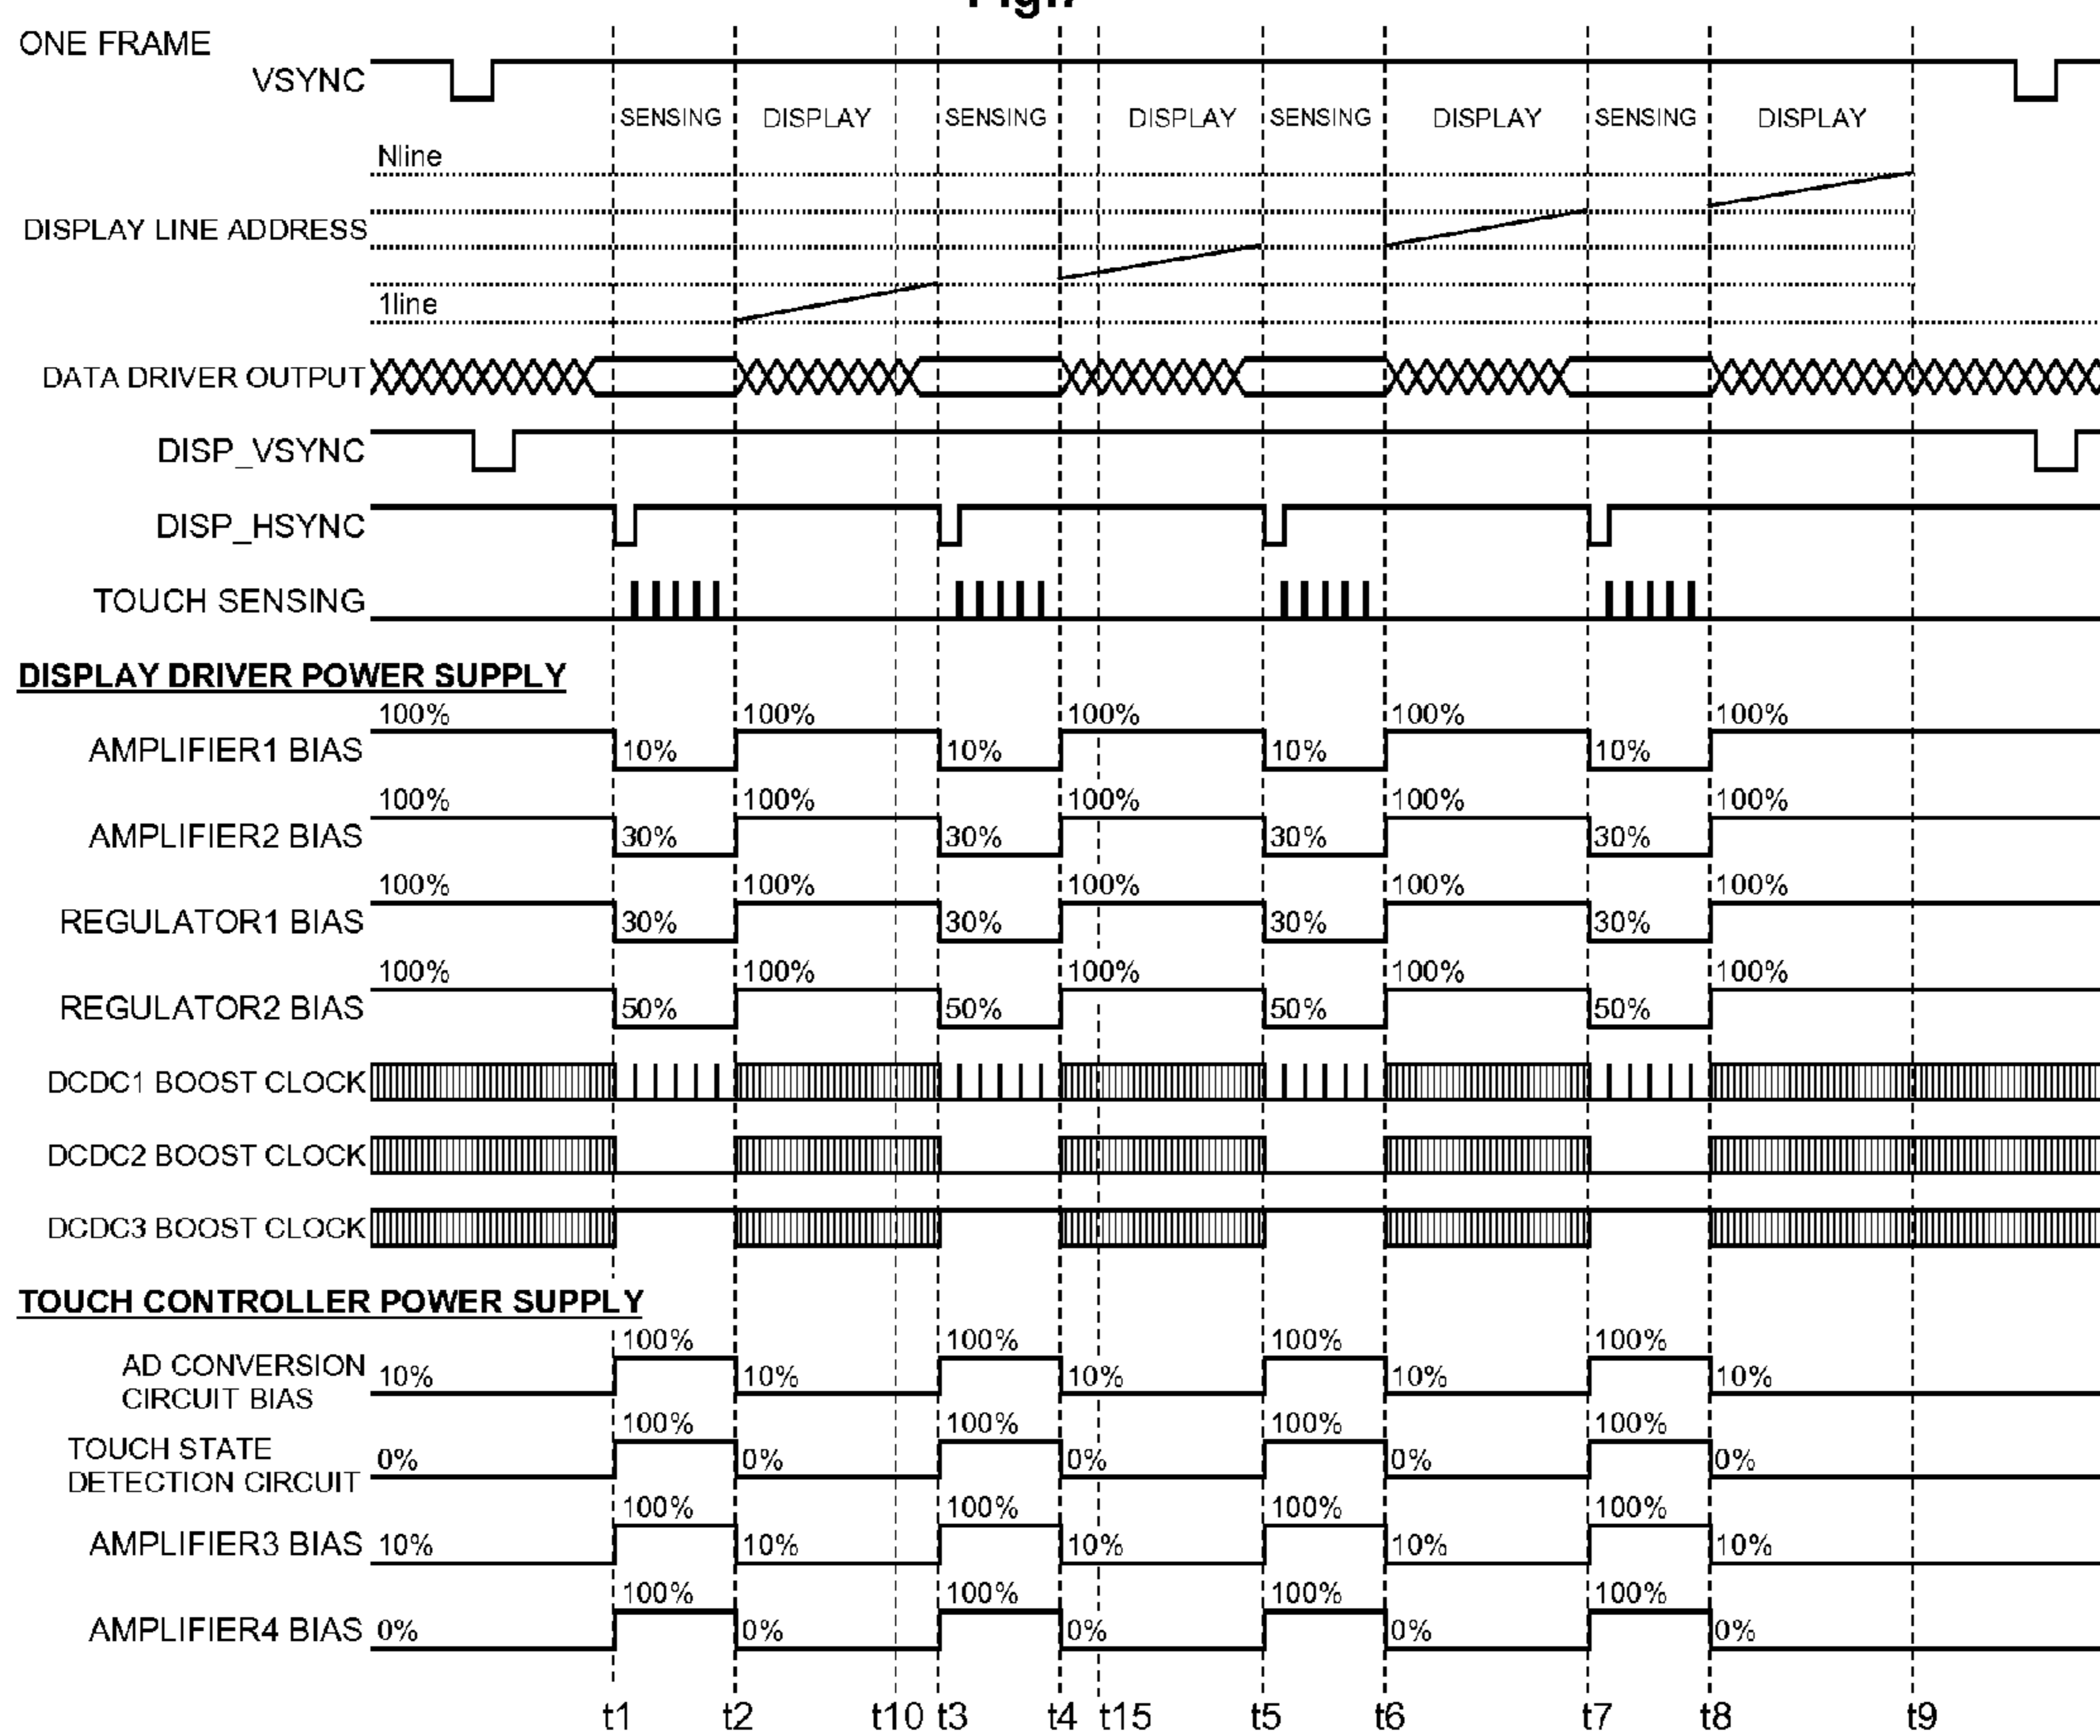 ONE FRAME
VSYNC
SENSING DISPLAY SENSING DISPLAY SENSING DISPLAY SENSING DISPLAY
Nline
DISPLAY LINE ADDRESS
1line
DATA DRIVER OUTPUT
DISP_VSYNC
DISP_HSYNC
TOUCH SENSING
DISPLAY DRIVER POWER SUPPLY
100% 100% 100% 100% 100%
AMPLIFIER1 BIAS 10% 10% 10% 10%
100% 100% 100% 100% 100%
AMPLIFIER2 BIAS 30% 30% 30% 30%
100% 100% 100% 100% 100%
REGULATOR1 BIAS 30% 30% 30% 30%
100% 100% 100% 100% 100%
REGULATOR2 BIAS 50% 50% 50% 50%
DCDC1 BOOST CLOCK
DCDC2 BOOST CLOCK
DCDC3 BOOST CLOCK
TOUCH CONTROLLER POWER SUPPLY
100% 100% 100% 100%
AD CONVERSION 10% 10% 10% 10% 10%
CIRCUIT BIAS
100% 100% 100% 100%
TOUCH STATE 0% 0% 0% 0% 0%
DETECTION CIRCUIT
100% 100% 100% 100%
AMPLIFIER3 BIAS 10% 10% 10% 10% 10%
100% 100% 100% 100%
AMPLIFIER4 BIAS 0% 0% 0% 0% 0%
t1 t2 t10 t3 t4 t15 t5 t6 t7 t8 t9